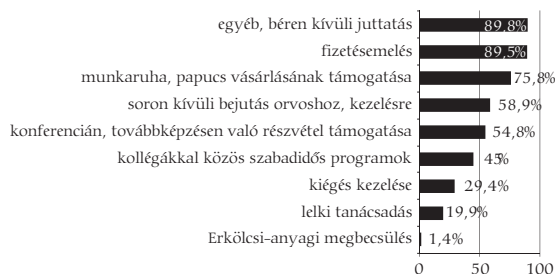 egyéb, béren kívüli juttatás 89,8%
fizetésemelés 89,5%
munkaruha, papucs vásárlásának támogatása 75,8%
soron kívüli bejutás orvoshoz, kezelésre 58,9%
konferencián, továbbképzésen való részvétel támogatása 54,8%
kollégákkal közös szabadidős programok 45%
kiégés kezelése 29,4%
lelki tanácsadás 19,9%
Erkölcsi-anyagi megbecsülés 1,4%
0 50 100